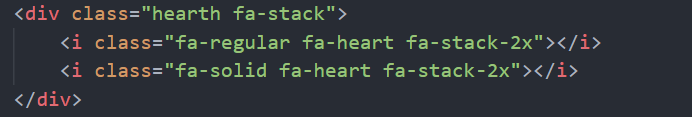 <div class="hearth fa-stack">
    <i class="fa-regular fa-heart fa-stack-2x"></i>
    <i class="fa-solid fa-heart fa-stack-2x"></i>
</div>